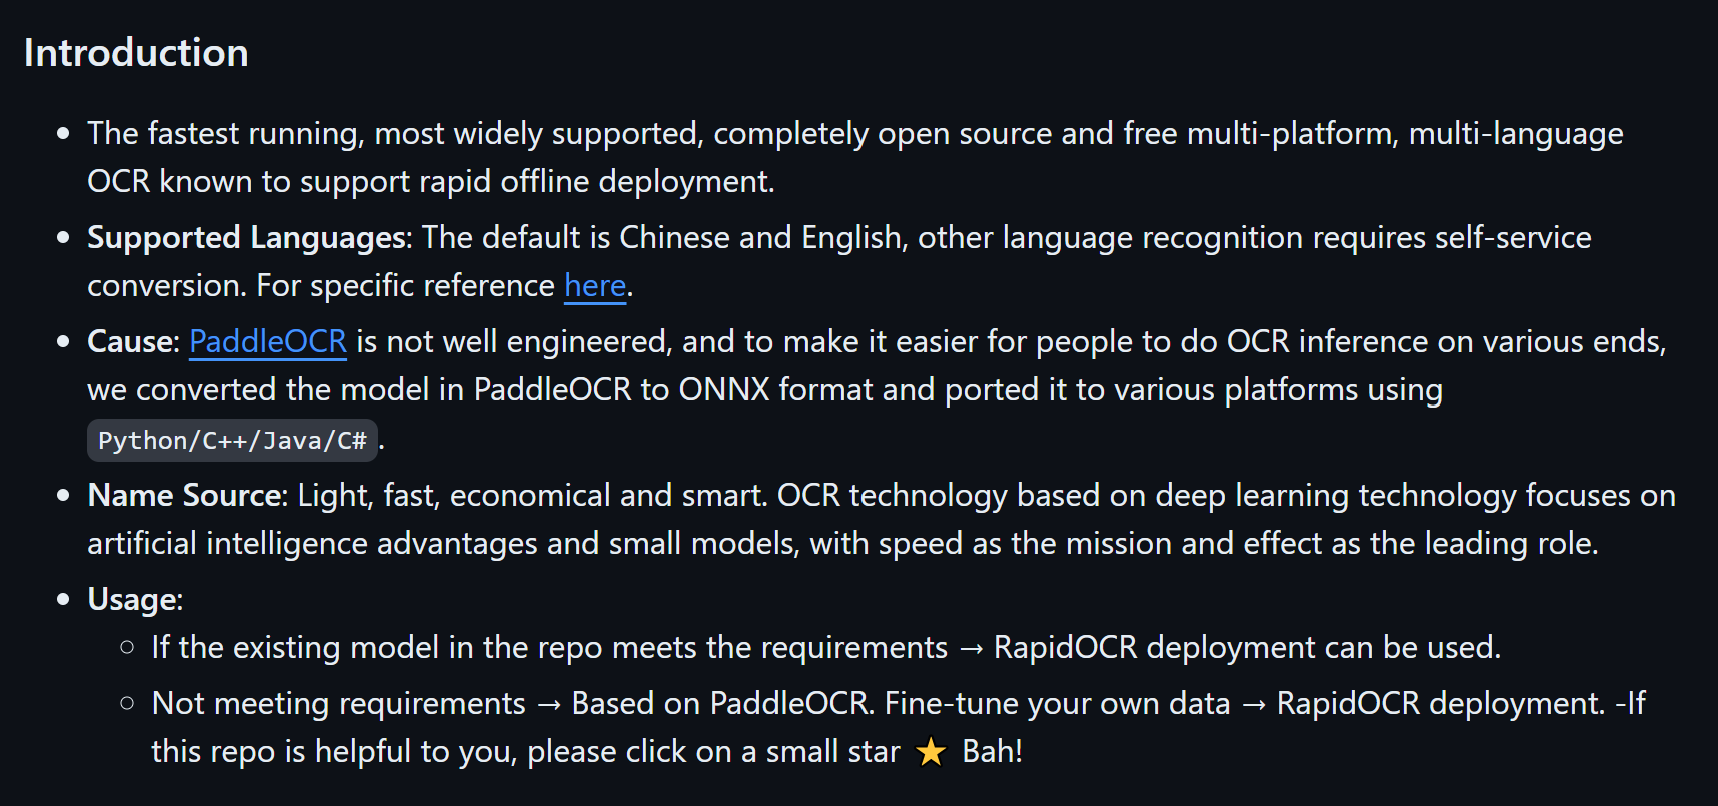 Introduction
• The fastest running, most widely supported, completely open source and free multi-platform, multi-language
OCR known to support rapid offline deployment.
• Supported Languages: The default is Chinese and English, other language recognition requires self-service
conversion. For specific reference here.
• Cause: PaddleOCR is not well engineered, and to make it easier for people to do OCR inference on various ends,
we converted the model in PaddleOCR to ONNX format and ported it to various platforms using
Python/C++/Java/C#.
• Name Source: Light, fast, economical and smart. OCR technology based on deep learning technology focuses on
artificial intelligence advantages and small models, with speed as the mission and effect as the leading role.
• Usage:
◦ If the existing model in the repo meets the requirements → RapidOCR deployment can be used.
◦ Not meeting requirements → Based on PaddleOCR. Fine-tune your own data → RapidOCR deployment. -If
this repo is helpful to you, please click on a small star ⭐ Bah!